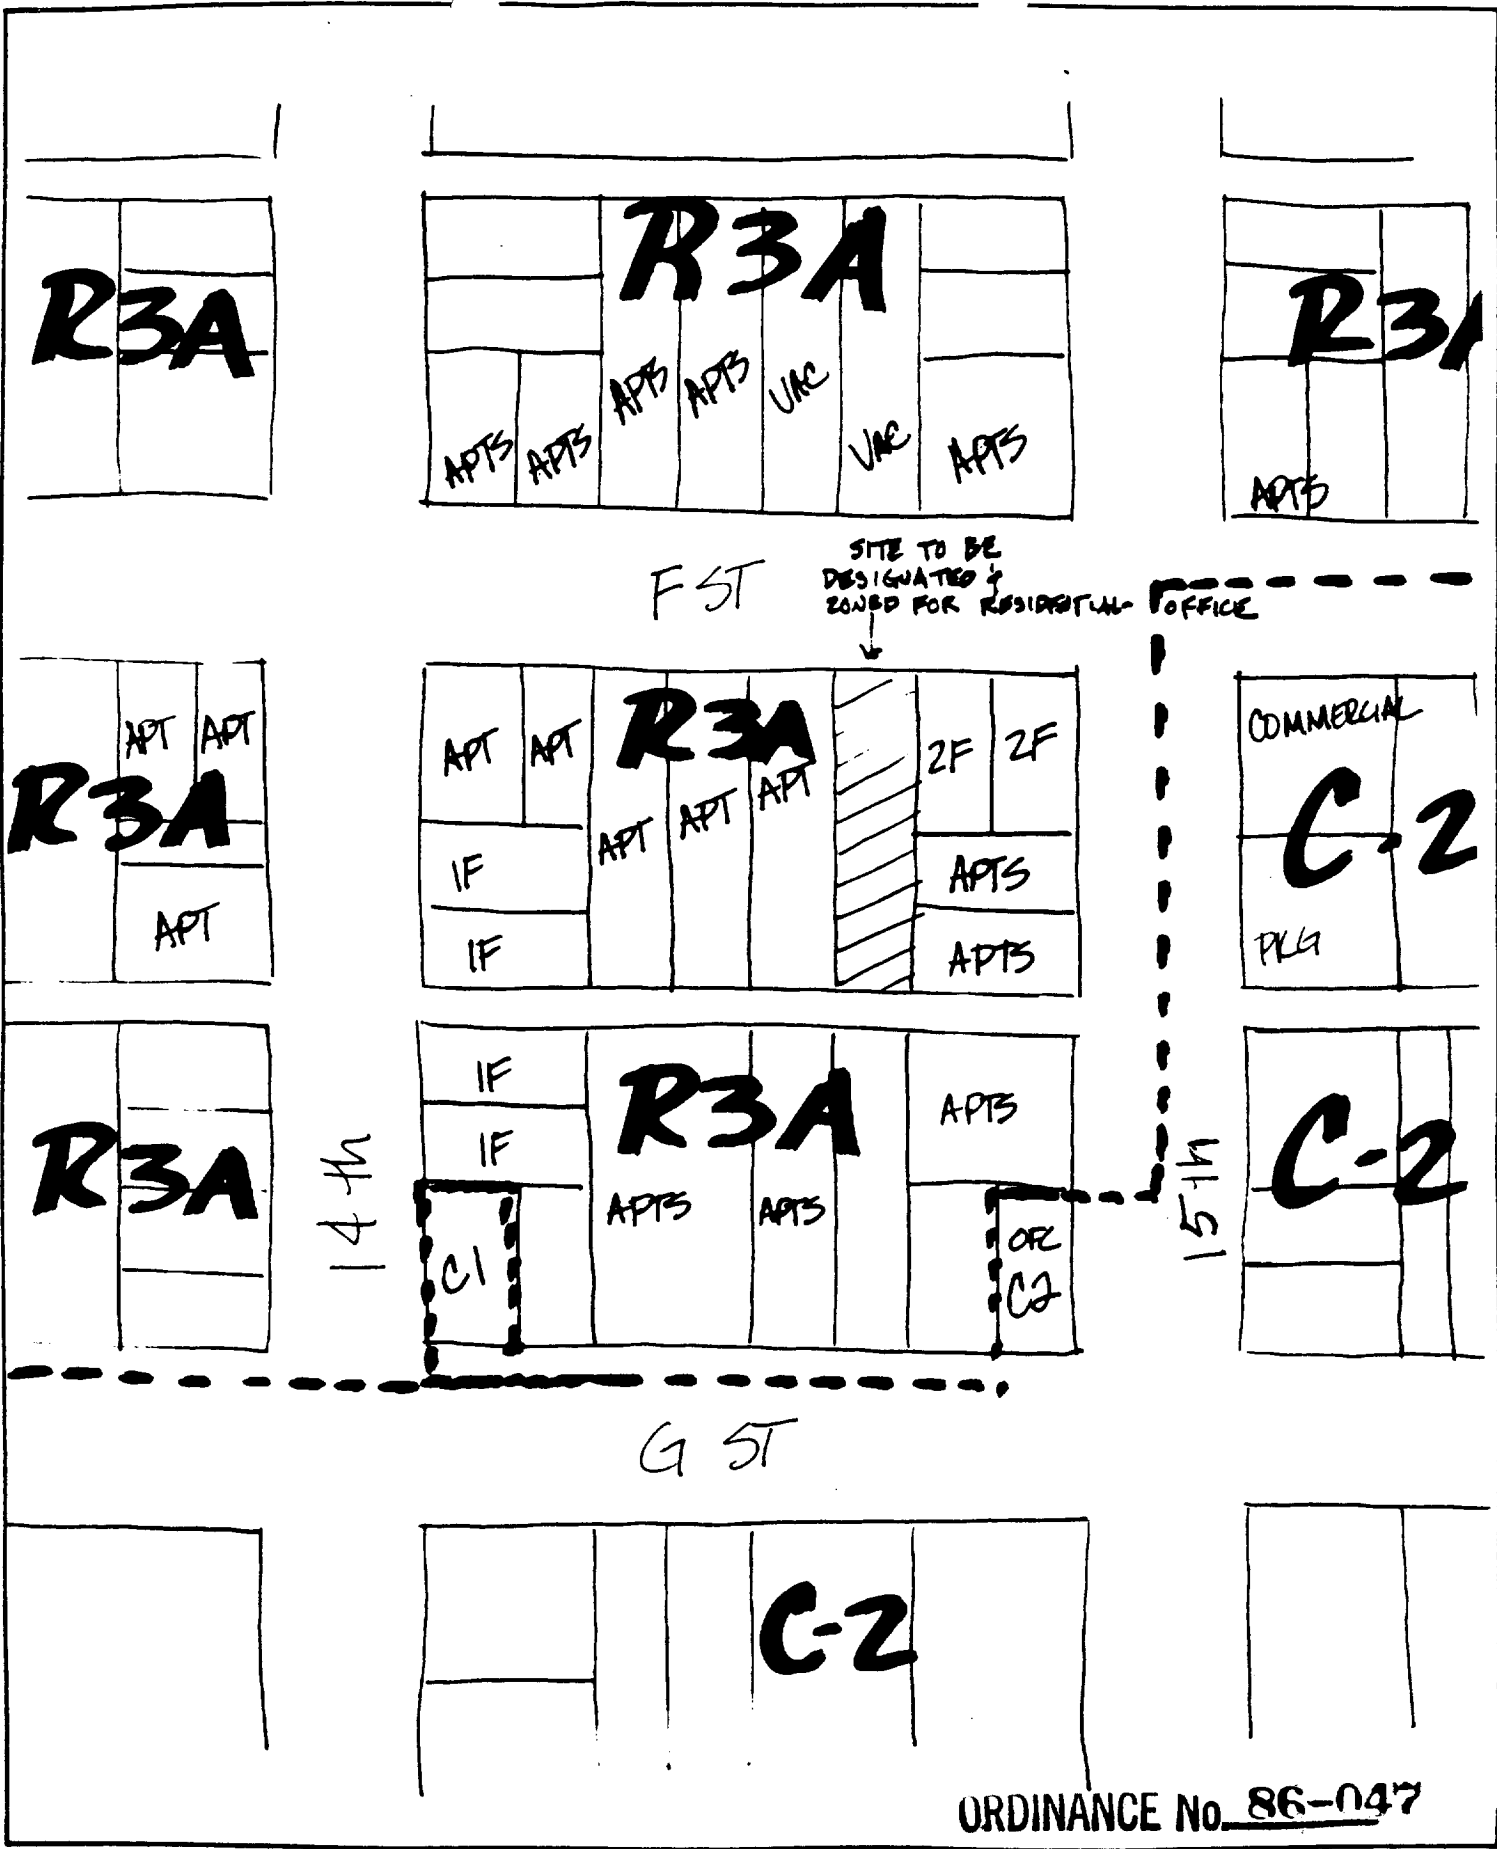 R3A
R3A
R3A
APTS
APTS
APTS
APTS
VAC
VAC
APTS
APTS
F ST
SITE TO BE
DESIGNATED &
ZONED FOR RESIDENTIAL- OFFICE
APT
APT
R3A
APT
APT
APT
R3A
APT
APT
APT
1F
1F
2F
2F
APTS
APTS
COMMERCIAL
C-2
PKG
R3A
14th
1F
1F
R3A
APTS
APTS
APTS
C1
OFC
C2
15th
C-2
G ST
C-2
ORDINANCE No. 86-047